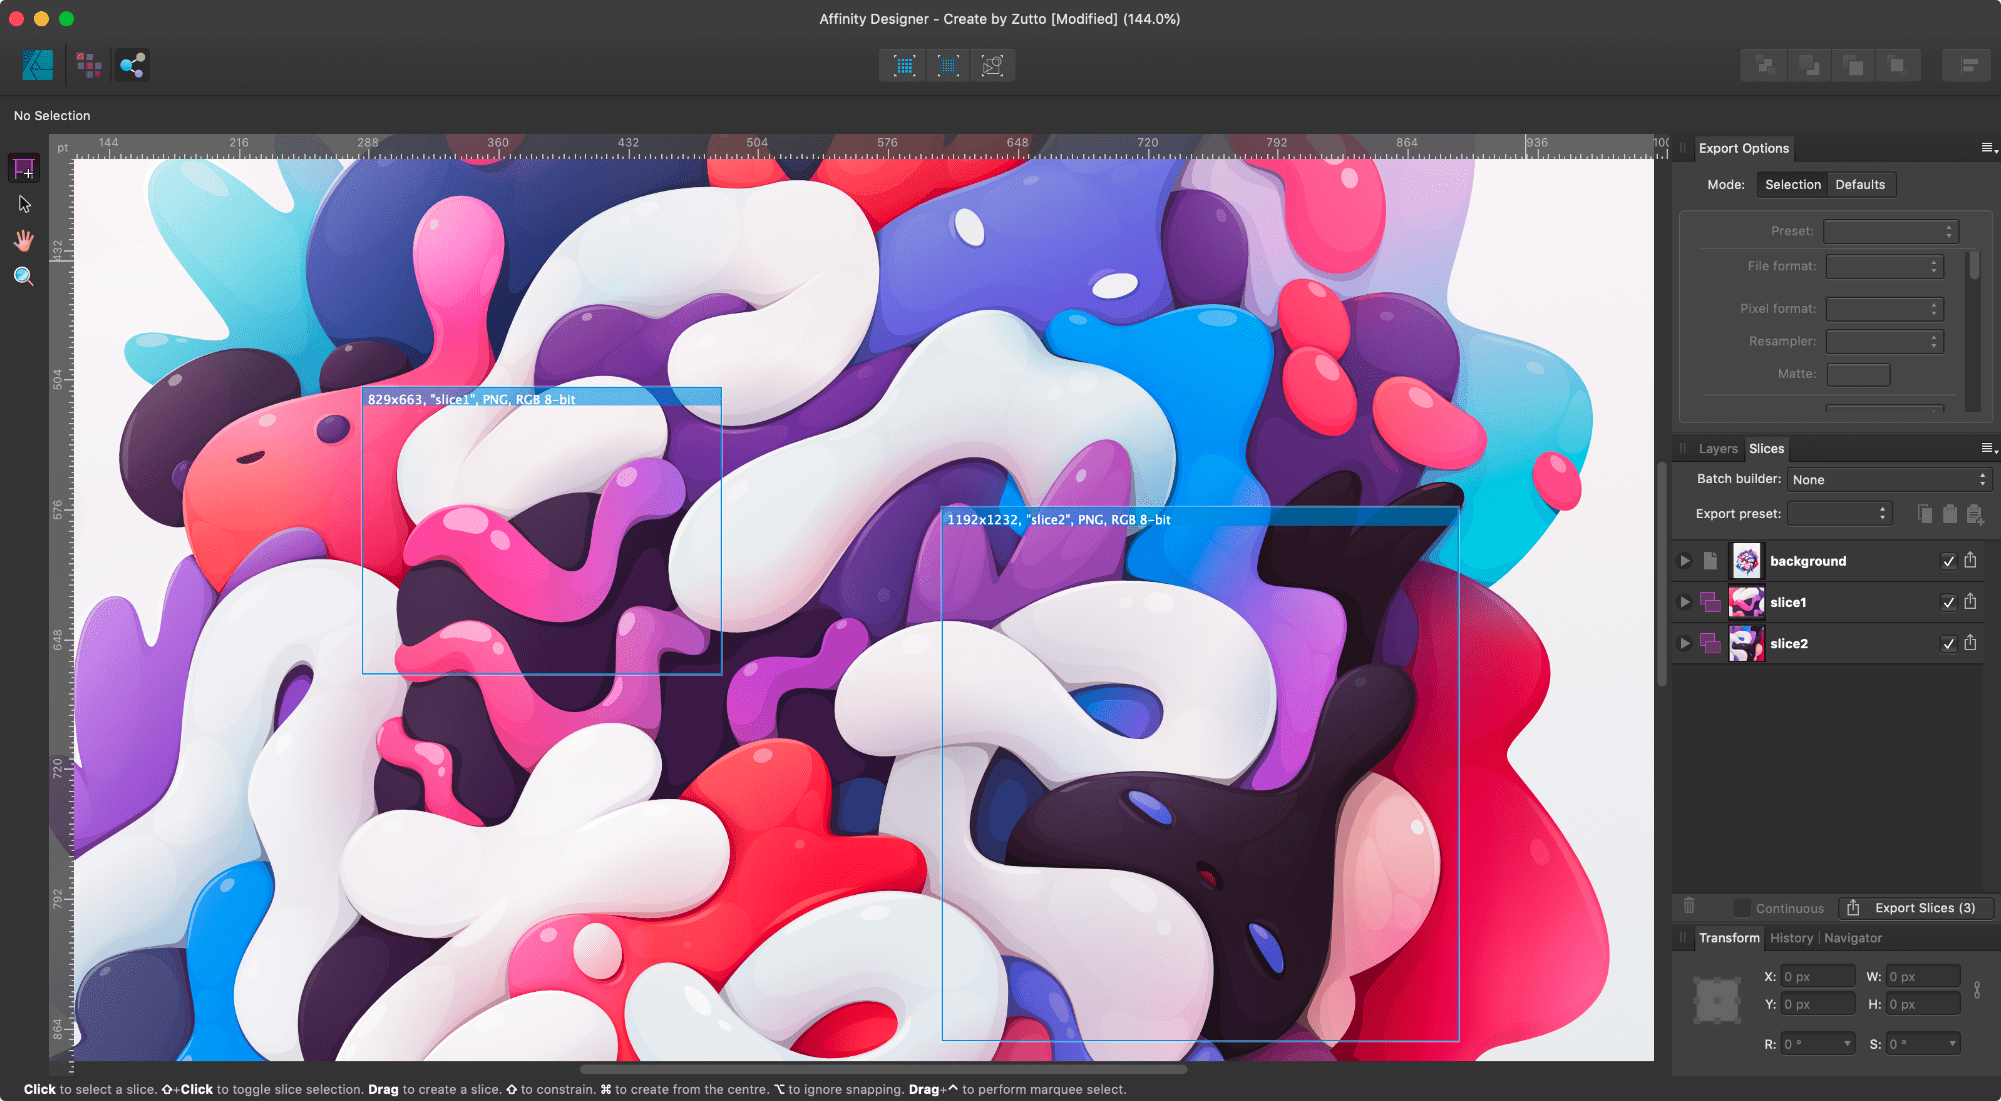 Affinity Designer - Create by Zutto [Modified] (144.0%)
No Selection
pt 144 216 288 360 432 504 576 648 720 792 864 936 100
432
504
576
648
720
792
864
829x663, "slice1", PNG, RGB 8-bit
1192x1232, "slice2", PNG, RGB 8-bit
Export Options
Mode: Selection Defaults
Preset:
File format:
Pixel format:
Resampler:
Matte:
Layers Slices
Batch builder: None
Export preset:
background
slice1
slice2
Continuous Export Slices (3)
Transform History Navigator
X: 0 px W: 0 px
Y: 0 px H: 0 px
R: 0 ° S: 0 °
Click to select a slice. ⇧+Click to toggle slice selection. Drag to create a slice. ⇧ to constrain. ⌘ to create from the centre. ⌥ to ignore snapping. Drag+⌃ to perform marquee select.